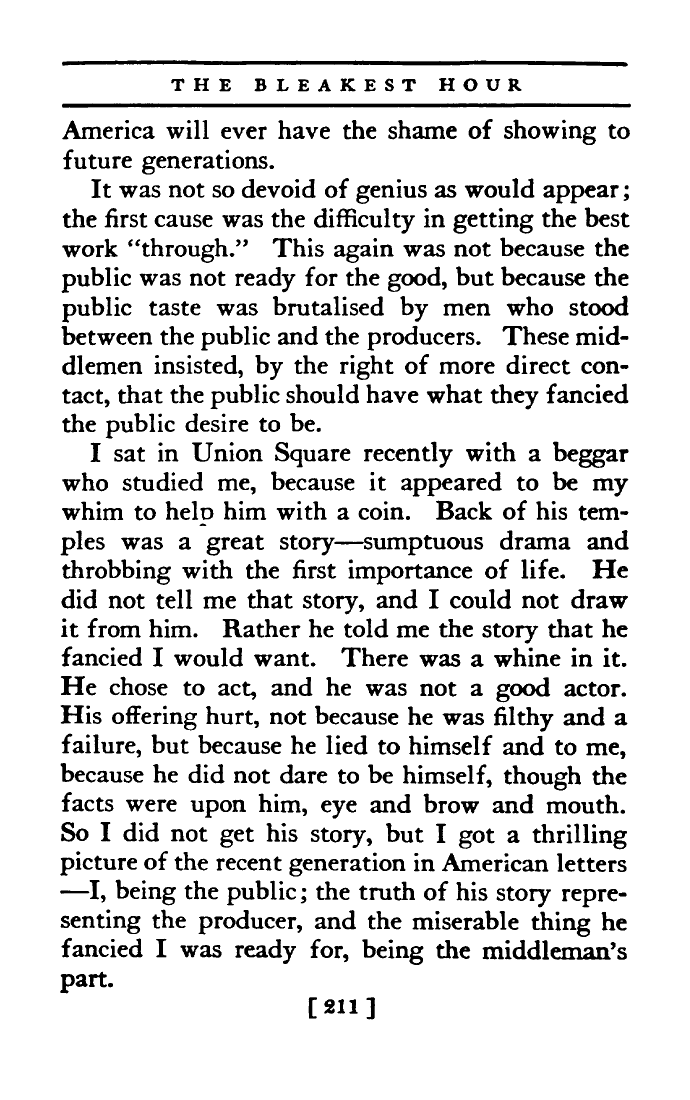 THE BLEAKEST HOUR
America will ever have the shame of showing to
future generations.
It was not so devoid of genius as would appear;
the first cause was the difficulty in getting the best
work “through.” This again was not because the
public was not ready for the good, but because the
public taste was brutalised by men who stood
between the public and the producers. These mid-
dlemen insisted, by the right of more direct con-
tact, that the public should have what they fancied
the public desire to be.
I sat in Union Square recently with a beggar
who studied me, because it appeared to be my
whim to help him with a coin. Back of his tem-
ples was a great story—sumptuous drama and
throbbing with the first importance of life. He
did not tell me that story, and I could not draw
it from him. Rather he told me the story that he
fancied I would want. There was a whine in it.
He chose to act, and he was not a good actor.
His offering hurt, not because he was filthy and a
failure, but because he lied to himself and to me,
because he did not dare to be himself, though the
facts were upon him, eye and brow and mouth.
So I did not get his story, but I got a thrilling
picture of the recent generation in American letters
—I, being the public; the truth of his story repre-
senting the producer, and the miserable thing he
fancied I was ready for, being the middleman’s
part.
[ 211 ]